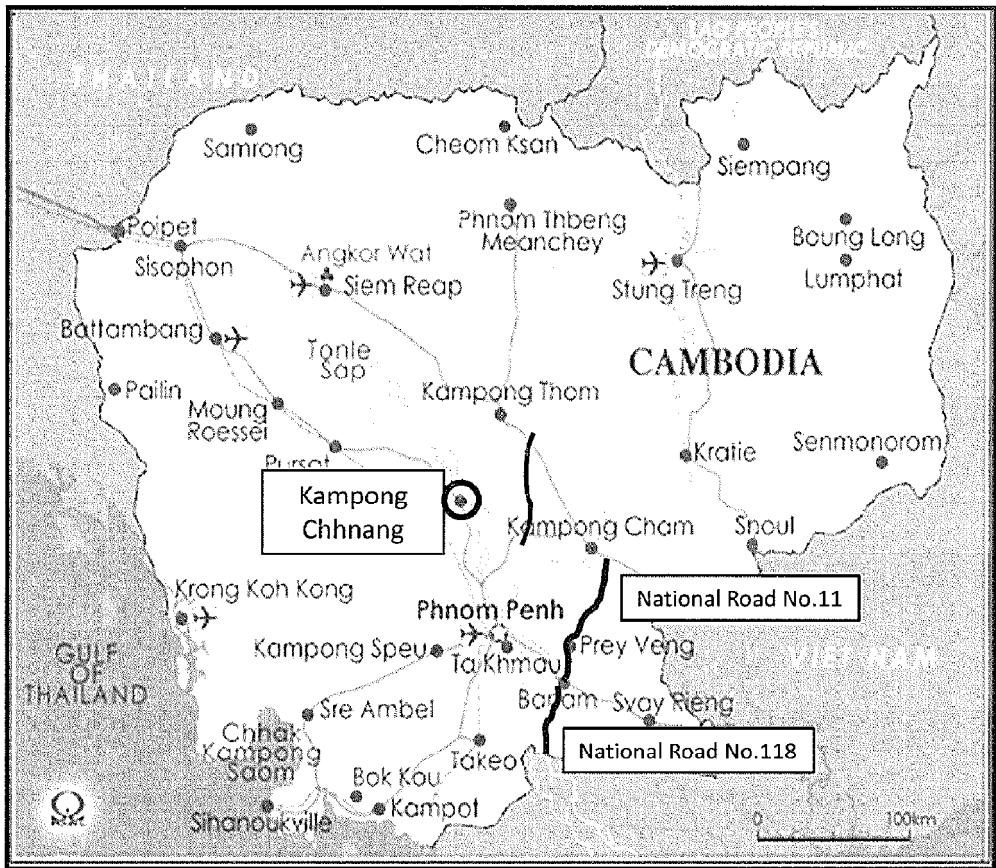 LAO PEOPLE'S
DEMOCRATIC REPUBLIC
THAILAND
Samrong
Cheom Ksan
Siempang
Poipet
Phnom Thbeng
Meanchey
Boung Long
Sisophon
Angkor Wat
Siem Reap
Stung Treng
Lumphat
Battambang
Tonle
Sap
CAMBODIA
Pailin
Moung
Roessei
Kampong Thom
Pursat
Kratie
Senmonorom
Kampong
Chhnang
Kampong Cham
Snoul
Krong Koh Kong
Phnom Penh
National Road No.11
GULF
OF
THAILAND
Kampong Speu
Ta Khmau
Prey Veng
VIET NAM
Sre Ambel
Banam
Svay Rieng
Chhak
Kampong
Saom
Takeo
National Road No.118
Bok Kou
Kampot
Sihanoukville
0
100km